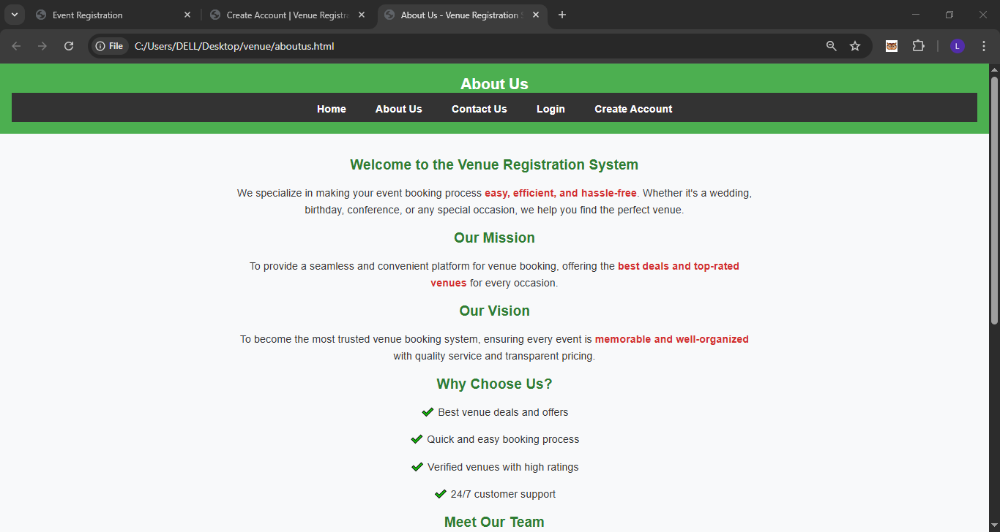 Event Registration
Create Account | Venue Registra
About Us - Venue Registration S
File
C:/Users/DELL/Desktop/venue/aboutus.html
L
About Us
Home About Us Contact Us Login Create Account
Welcome to the Venue Registration System
We specialize in making your event booking process easy, efficient, and hassle-free. Whether it's a wedding,
birthday, conference, or any special occasion, we help you find the perfect venue.
Our Mission
To provide a seamless and convenient platform for venue booking, offering the best deals and top-rated
venues for every occasion.
Our Vision
To become the most trusted venue booking system, ensuring every event is memorable and well-organized
with quality service and transparent pricing.
Why Choose Us?
✔ Best venue deals and offers
✔ Quick and easy booking process
✔ Verified venues with high ratings
✔ 24/7 customer support
Meet Our Team